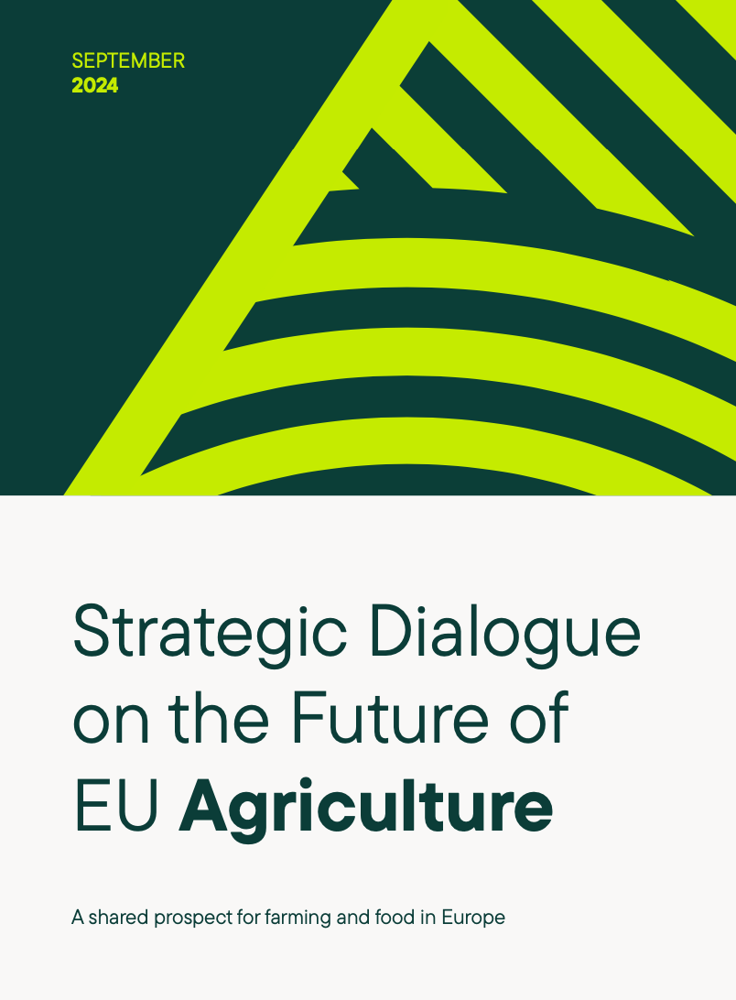 SEPTEMBER
2024
Strategic Dialogue
on the Future of
EU Agriculture
A shared prospect for farming and food in Europe